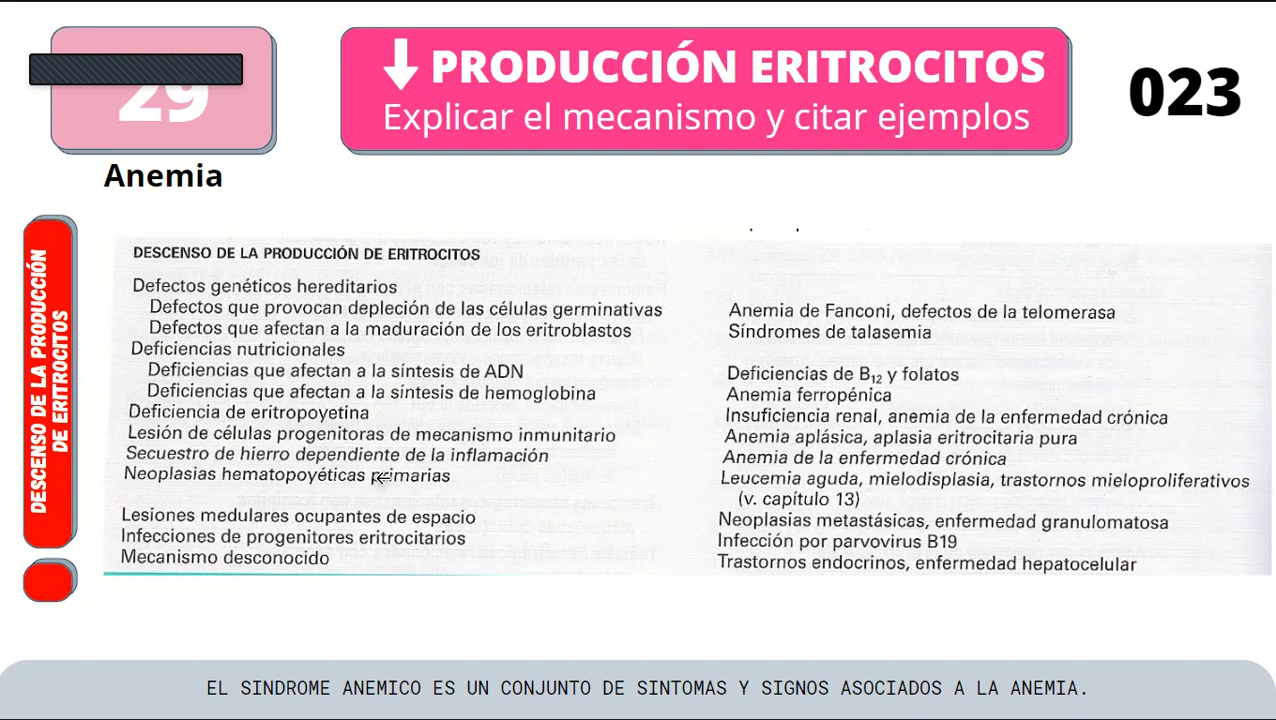 29
↓ PRODUCCIÓN ERITROCITOS
Explicar el mecanismo y citar ejemplos
023
Anemia
DESCENSO DE LA PRODUCCIÓN
DE ERITROCITOS
DESCENSO DE LA PRODUCCIÓN DE ERITROCITOS
Defectos genéticos hereditarios
Defectos que provocan depleción de las células germinativas Anemia de Fanconi, defectos de la telomerasa
Defectos que afectan a la maduración de los eritroblastos Síndromes de talasemia
Deficiencias nutricionales
Deficiencias que afectan a la síntesis de ADN Deficiencias de B₁₂ y folatos
Deficiencias que afectan a la síntesis de hemoglobina Anemia ferropénica
Deficiencia de eritropoyetina Insuficiencia renal, anemia de la enfermedad crónica
Lesión de células progenitoras de mecanismo inmunitario Anemia aplásica, aplasia eritrocitaria pura
Secuestro de hierro dependiente de la inflamación Anemia de la enfermedad crónica
Neoplasias hematopoyéticas primarias Leucemia aguda, mielodisplasia, trastornos mieloproliferativos
(v. capítulo 13)
Lesiones medulares ocupantes de espacio Neoplasias metastásicas, enfermedad granulomatosa
Infecciones de progenitores eritrocitarios Infección por parvovirus B19
Mecanismo desconocido Trastornos endocrinos, enfermedad hepatocelular
EL SINDROME ANEMICO ES UN CONJUNTO DE SINTOMAS Y SIGNOS ASOCIADOS A LA ANEMIA.